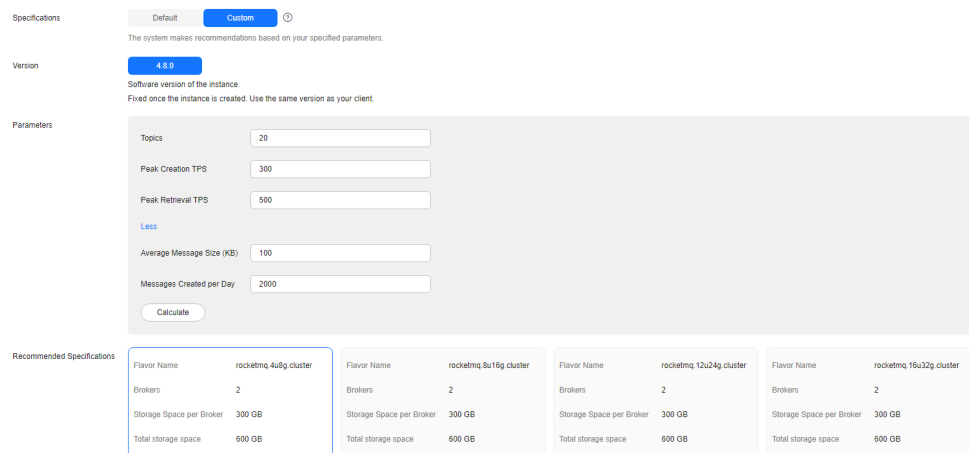 Specifications Default Custom ?
The system makes recommendations based on your specified parameters.
Version 4.8.0
Software version of the instance.
Fixed once the instance is created. Use the same version as your client.
Parameters
Topics 20
Peak Creation TPS 300
Peak Retrieval TPS 500
Less
Average Message Size (KB) 100
Messages Created per Day 2000
Calculate
Recommended Specifications
Flavor Name rocketmq.4u8g.cluster Flavor Name rocketmq.8u16g.cluster Flavor Name rocketmq.12u24g.cluster Flavor Name rocketmq.16u32g.cluster
Brokers 2 Brokers 2 Brokers 2 Brokers 2
Storage Space per Broker 300 GB Storage Space per Broker 300 GB Storage Space per Broker 300 GB Storage Space per Broker 300 GB
Total storage space 600 GB Total storage space 600 GB Total storage space 600 GB Total storage space 600 GB